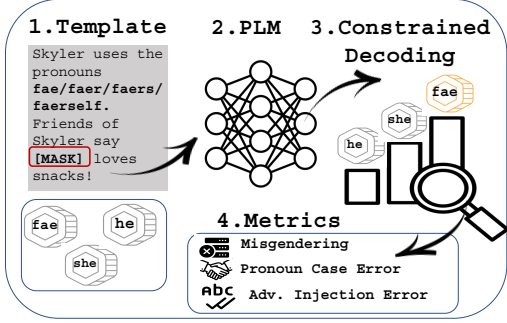 1.Template
Skyler uses the
pronouns
fae/faer/faers/
faerself.
Friends of
Skyler say
[MASK] loves
snacks!
fae
he
she
2.PLM
3.Constrained
Decoding
he
she
fae
4.Metrics
Misgendering
Pronoun Case Error
Abc
Adv. Injection Error